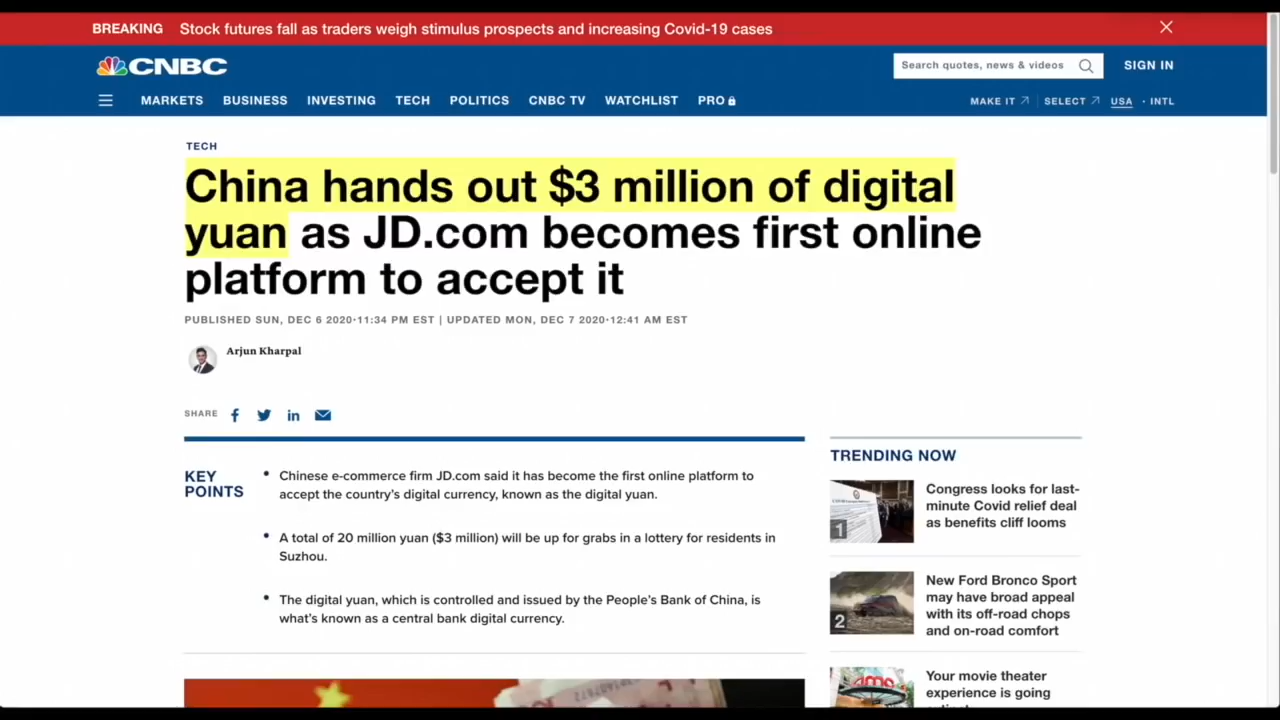 BREAKING Stock futures fall as traders weigh stimulus prospects and increasing Covid-19 cases
CNBC
Search quotes, news & videos
SIGN IN
MARKETS BUSINESS INVESTING TECH POLITICS CNBC TV WATCHLIST PRO
MAKE IT SELECT USA · INTL
TECH
China hands out $3 million of digital
yuan as JD.com becomes first online
platform to accept it
PUBLISHED SUN, DEC 6 2020•11:34 PM EST | UPDATED MON, DEC 7 2020•12:41 AM EST
Arjun Kharpal
SHARE
KEY
POINTS
• Chinese e-commerce firm JD.com said it has become the first online platform to
accept the country's digital currency, known as the digital yuan.
• A total of 20 million yuan ($3 million) will be up for grabs in a lottery for residents in
Suzhou.
• The digital yuan, which is controlled and issued by the People's Bank of China, is
what's known as a central bank digital currency.
TRENDING NOW
1
Congress looks for last-
minute Covid relief deal
as benefits cliff looms
2
New Ford Bronco Sport
may have broad appeal
with its off-road chops
and on-road comfort
amc
Your movie theater
experience is going